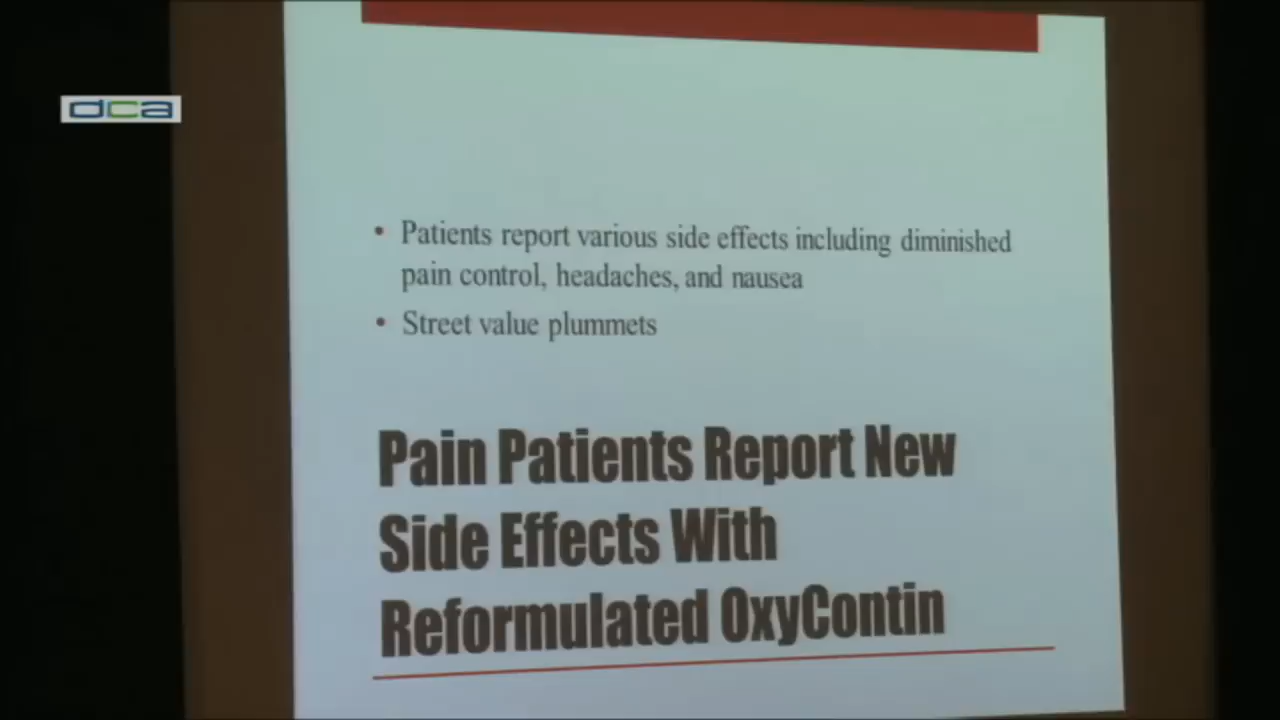 dca
• Patients report various side effects including diminished
pain control, headaches, and nausea
• Street value plummets
Pain Patients Report New
Side Effects With
Reformulated OxyContin